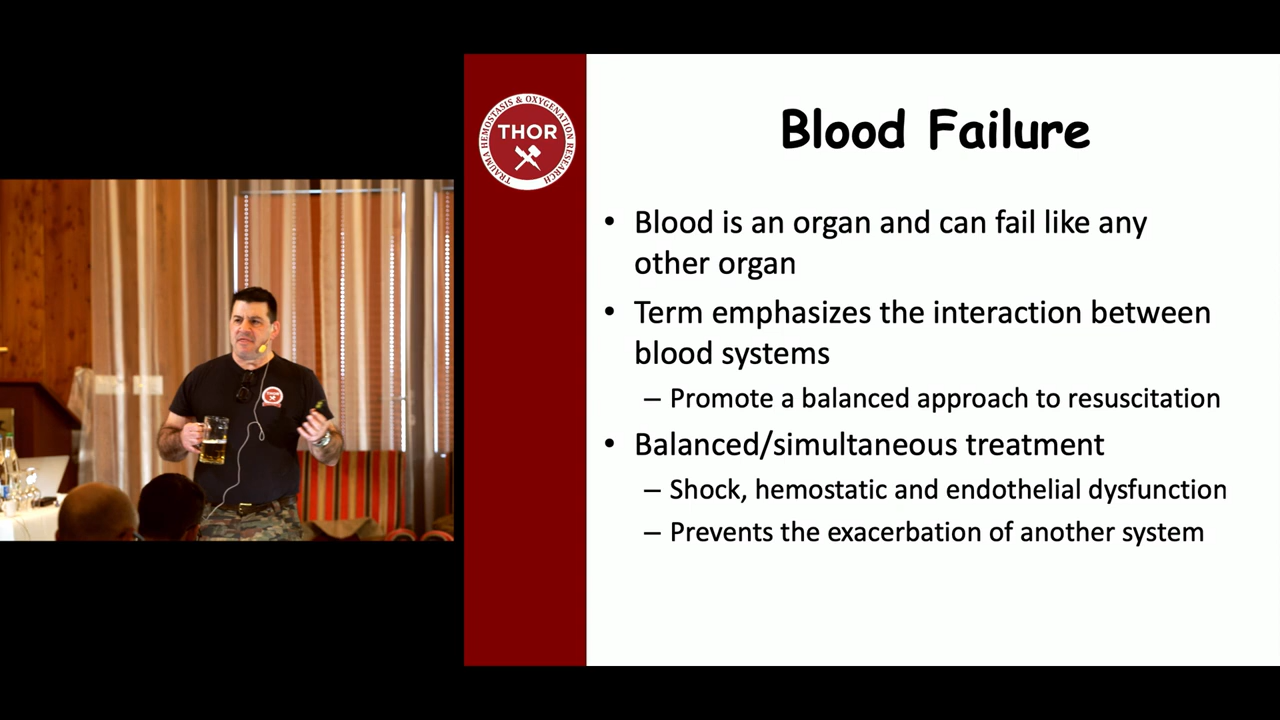 TRAUMA HEMOSTASIS & OXYGENATION RESEARCH
THOR
Blood Failure
• Blood is an organ and can fail like any
other organ
• Term emphasizes the interaction between
blood systems
– Promote a balanced approach to resuscitation
• Balanced/simultaneous treatment
– Shock, hemostatic and endothelial dysfunction
– Prevents the exacerbation of another system